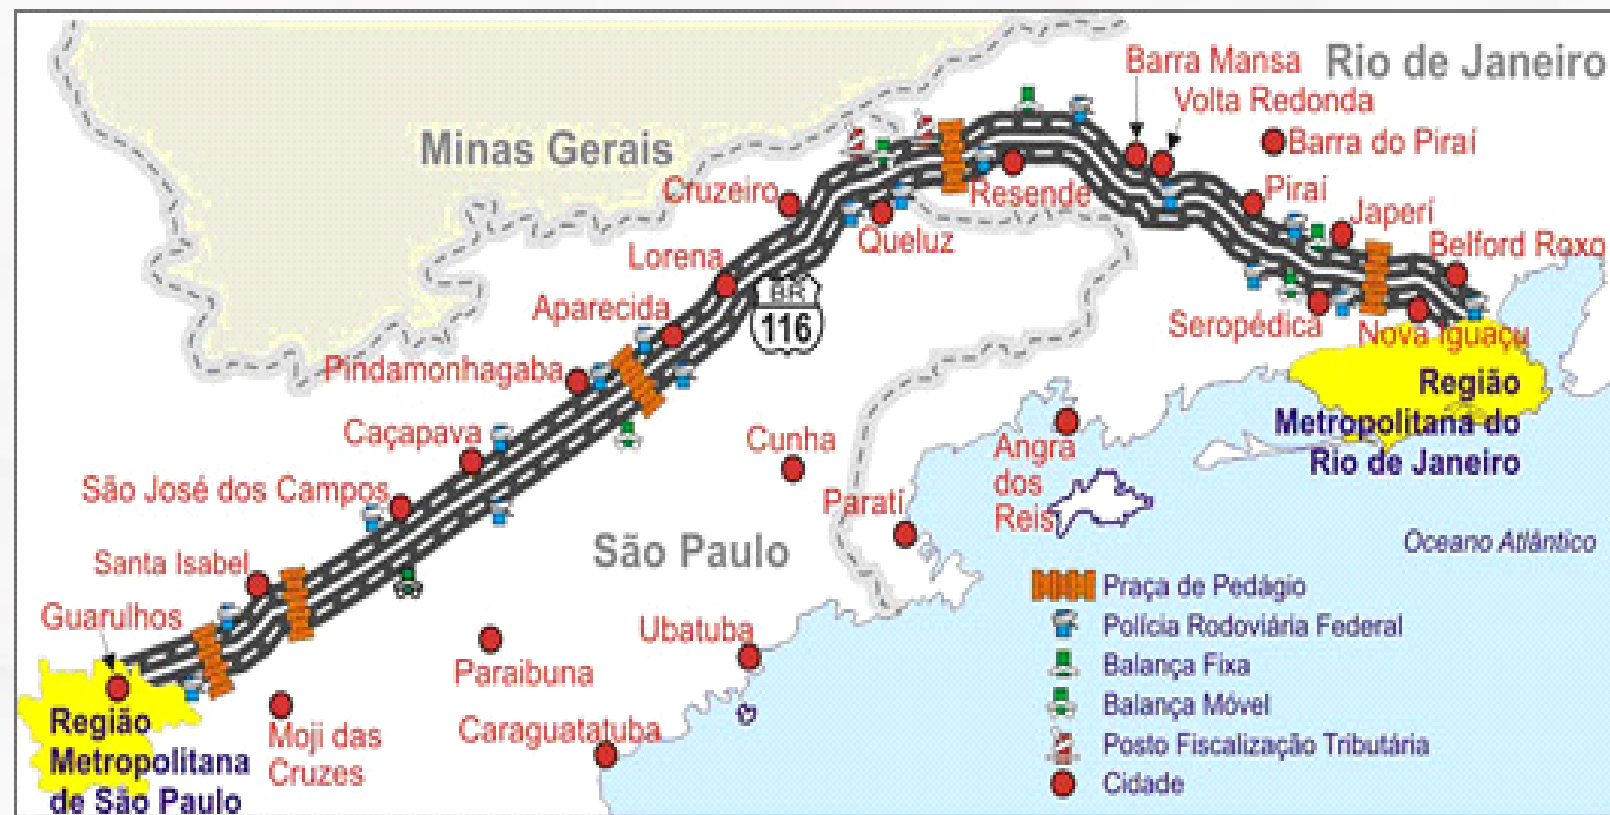 Rio de Janeiro
Barra Mansa
Volta Redonda
Barra do Piraí
Minas Gerais
Cruzeiro
Resende
Piraí
Japerí
Queluz
Belford Roxo
Lorena
Aparecida
BR
116
Seropédica
Nova Iguaçu
Pindamonhagaba
Região
Metropolitana do
Rio de Janeiro
Caçapava
Cunha
Angra
dos
Reis
São José dos Campos
Parati
São Paulo
Oceano Atlântico
Santa Isabel
Guarulhos
Ubatuba
Paraibuna
Caraguatatuba
Região
Metropolitana
de São Paulo
Moji das
Cruzes
Praça de Pedágio
Polícia Rodoviária Federal
Balança Fixa
Balança Móvel
Posto Fiscalização Tributária
Cidade